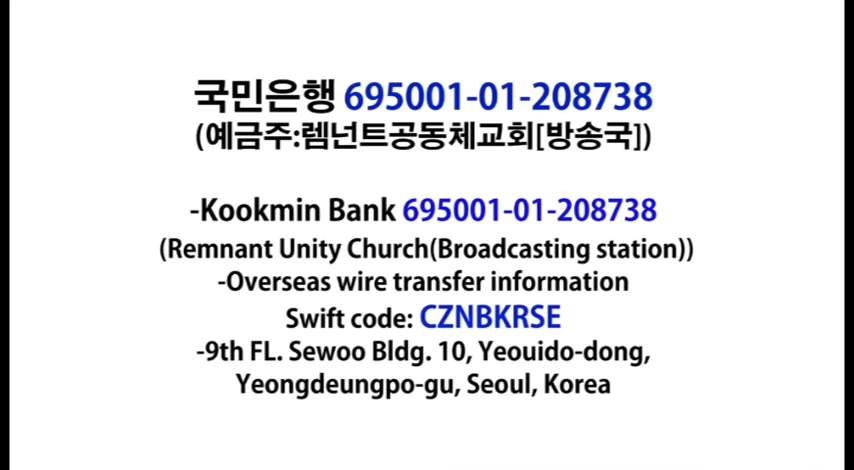 국민은행 695001-01-208738
(예금주:렘넌트공동체교회[방송국])
-Kookmin Bank 695001-01-208738
(Remnant Unity Church(Broadcasting station))
-Overseas wire transfer information
Swift code: CZNBKRSE
-9th FL. Sewoo Bldg. 10, Yeouido-dong,
Yeongdeungpo-gu, Seoul, Korea